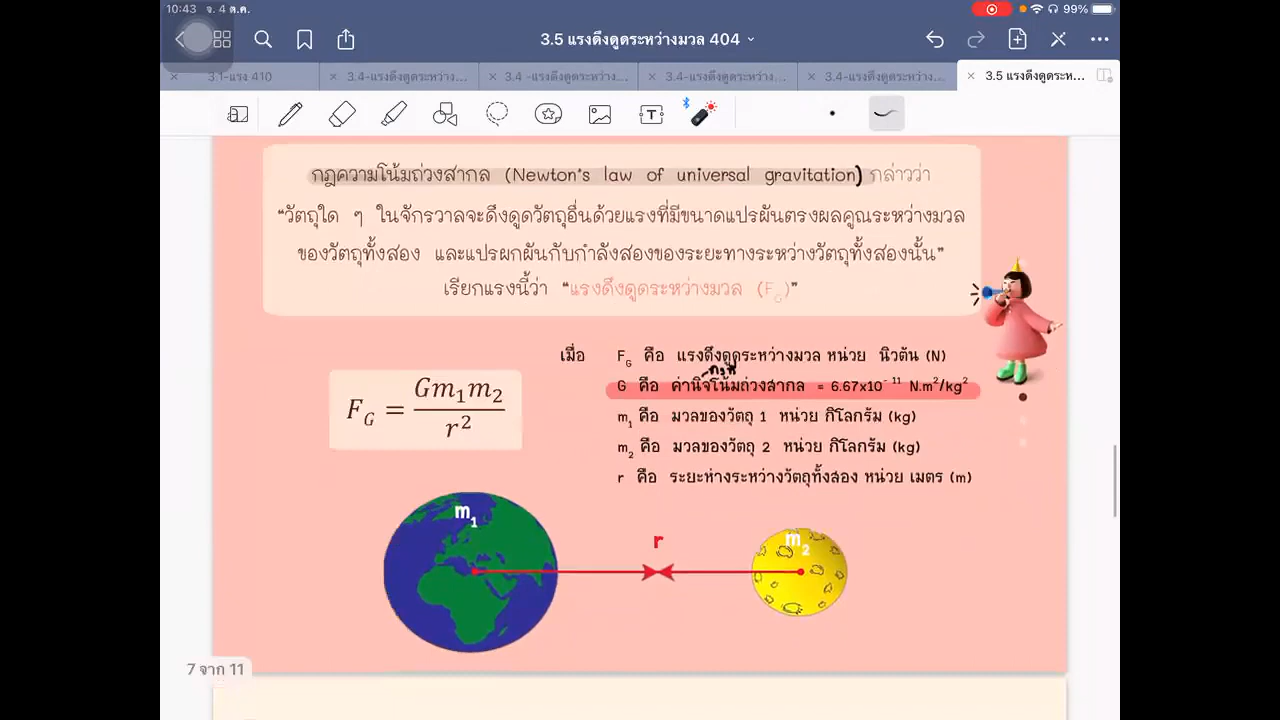 10:43 จ. 4 ต.ค.
99%
3.5 แรงดึงดูดระหว่างมวล 404
3.1-แรง 410
3.4-แรงดึงดูดระหว่าง...
3.4 -แรงดึงดูดระหว่าง...
3.4-แรงดึงดูดระหว่าง...
3.4-แรงดึงดูดระหว่าง...
3.5 แรงดึงดูดระห...
กฎความโน้มถ่วงสากล (Newton's law of universal gravitation) กล่าวว่า
"วัตถุใด ๆ ในจักรวาลจะดึงดูดวัตถุอื่นด้วยแรงที่มีขนาดแปรผันตรงผลคูณระหว่างมวล
ของวัตถุทั้งสอง และแปรผกผันกับกำลังสองของระยะทางระหว่างวัตถุทั้งสองนั้น"
เรียกแรงนี้ว่า "แรงดึงดูดระหว่างมวล (F_G)"
เมื่อ F_G คือ แรงดึงดูดระหว่างมวล หน่วย นิวตัน (N)
G คือ ค่านิจโน้มถ่วงสากล = 6.67x10⁻¹¹ N.m²/kg²
F_G = Gm₁m₂ / r²
m₁ คือ มวลของวัตถุ 1 หน่วย กิโลกรัม (kg)
m₂ คือ มวลของวัตถุ 2 หน่วย กิโลกรัม (kg)
r คือ ระยะห่างระหว่างวัตถุทั้งสอง หน่วย เมตร (m)
m₁
r
m₂
7 จาก 11